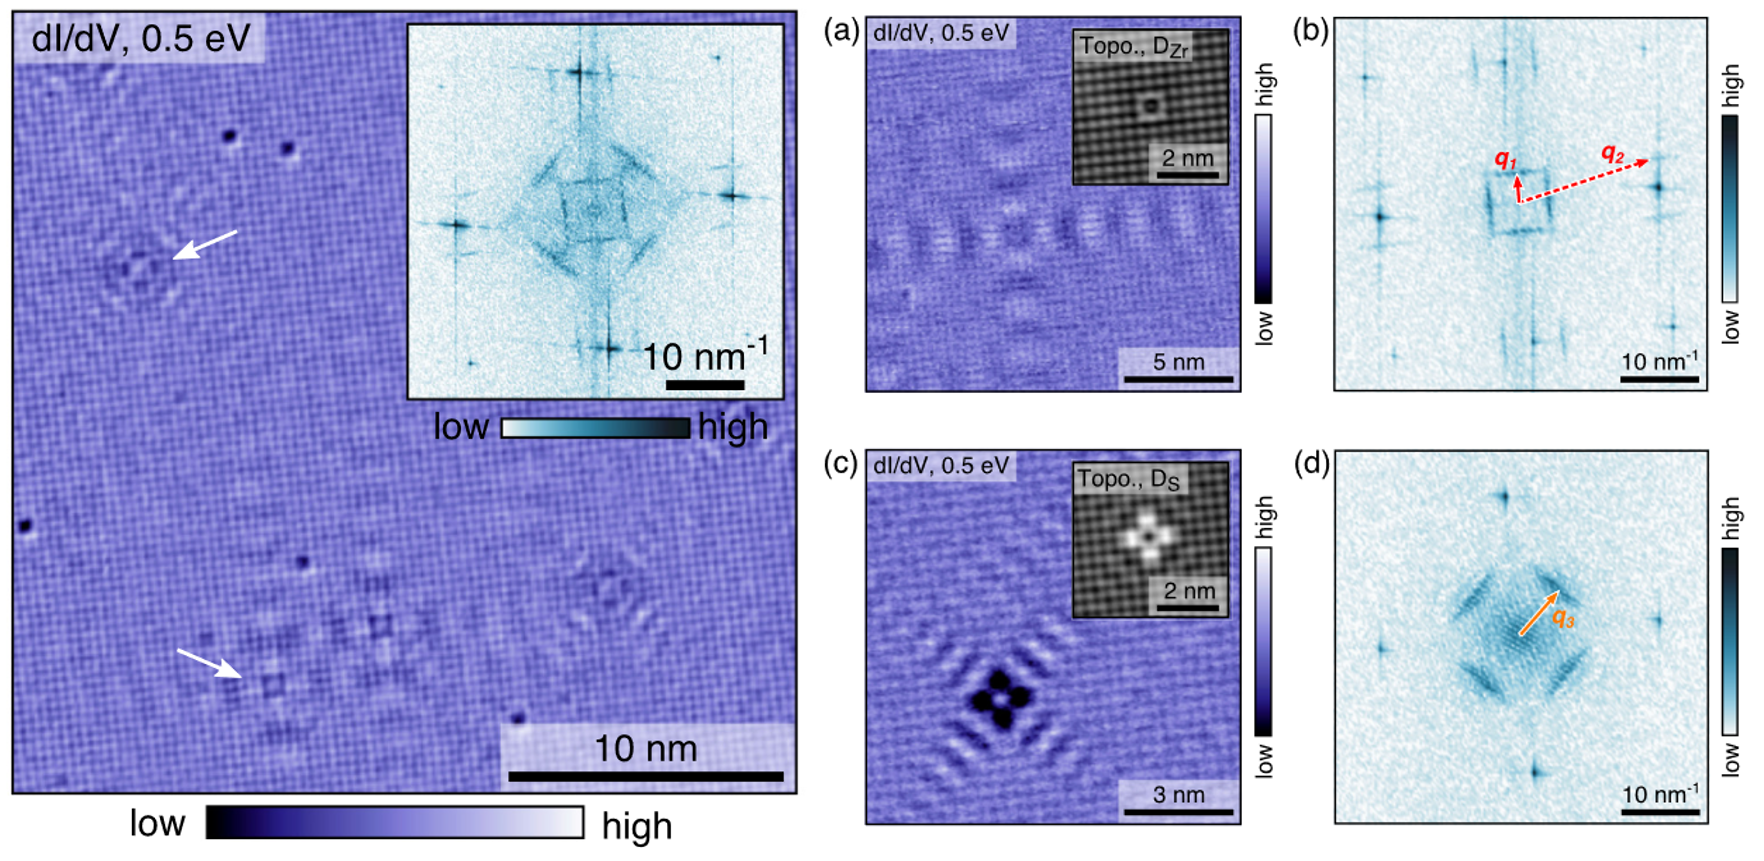 dI/dV, 0.5 eV
10 nm⁻¹
low high
10 nm
low high
(a)
dI/dV, 0.5 eV
Topo., D_Zr
2 nm
5 nm
high
low
(b)
q₁
q₂
10 nm⁻¹
high
low
(c)
dI/dV, 0.5 eV
Topo., D_S
2 nm
3 nm
high
low
(d)
q₃
10 nm⁻¹
high
low